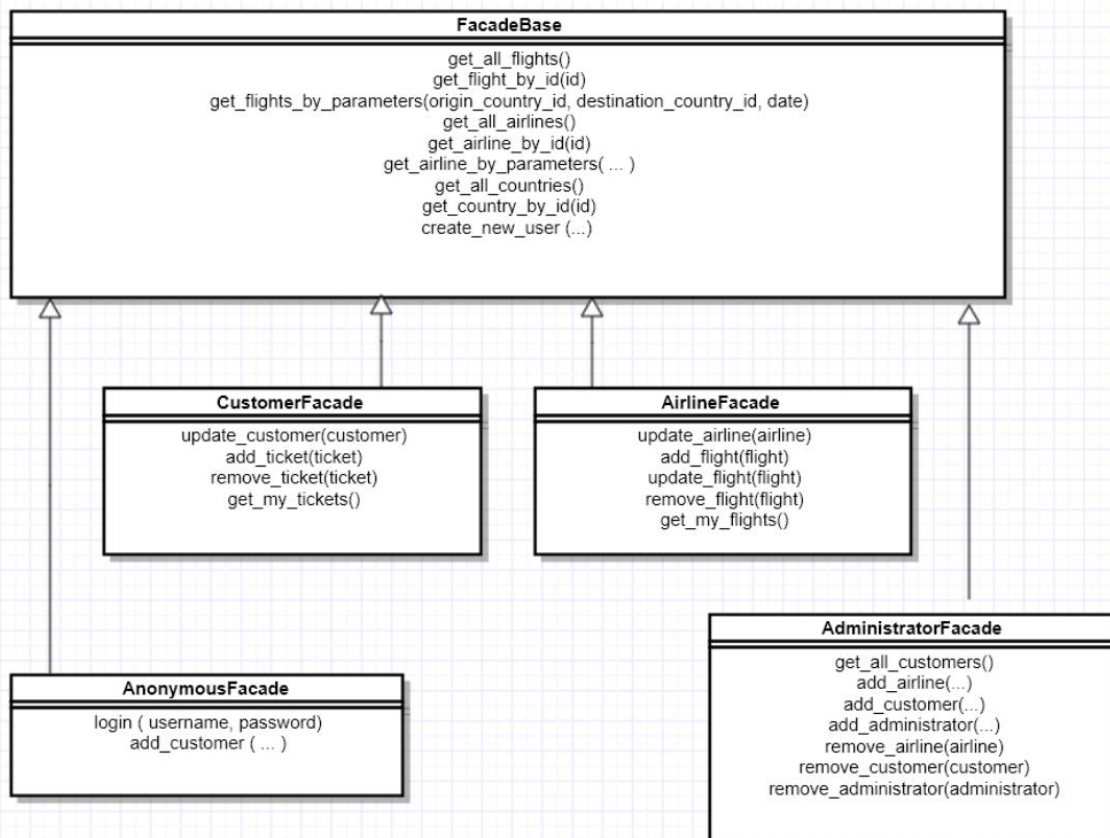 FacadeBase
get_all_flights()
get_flight_by_id(id)
get_flights_by_parameters(origin_country_id, destination_country_id, date)
get_all_airlines()
get_airline_by_id(id)
get_airline_by_parameters( ... )
get_all_countries()
get_country_by_id(id)
create_new_user (...)
CustomerFacade
update_customer(customer)
add_ticket(ticket)
remove_ticket(ticket)
get_my_tickets()
AirlineFacade
update_airline(airline)
add_flight(flight)
update_flight(flight)
remove_flight(flight)
get_my_flights()
AnonymousFacade
login ( username, password)
add_customer ( ... )
AdministratorFacade
get_all_customers()
add_airline(...)
add_customer(...)
add_administrator(...)
remove_airline(airline)
remove_customer(customer)
remove_administrator(administrator)